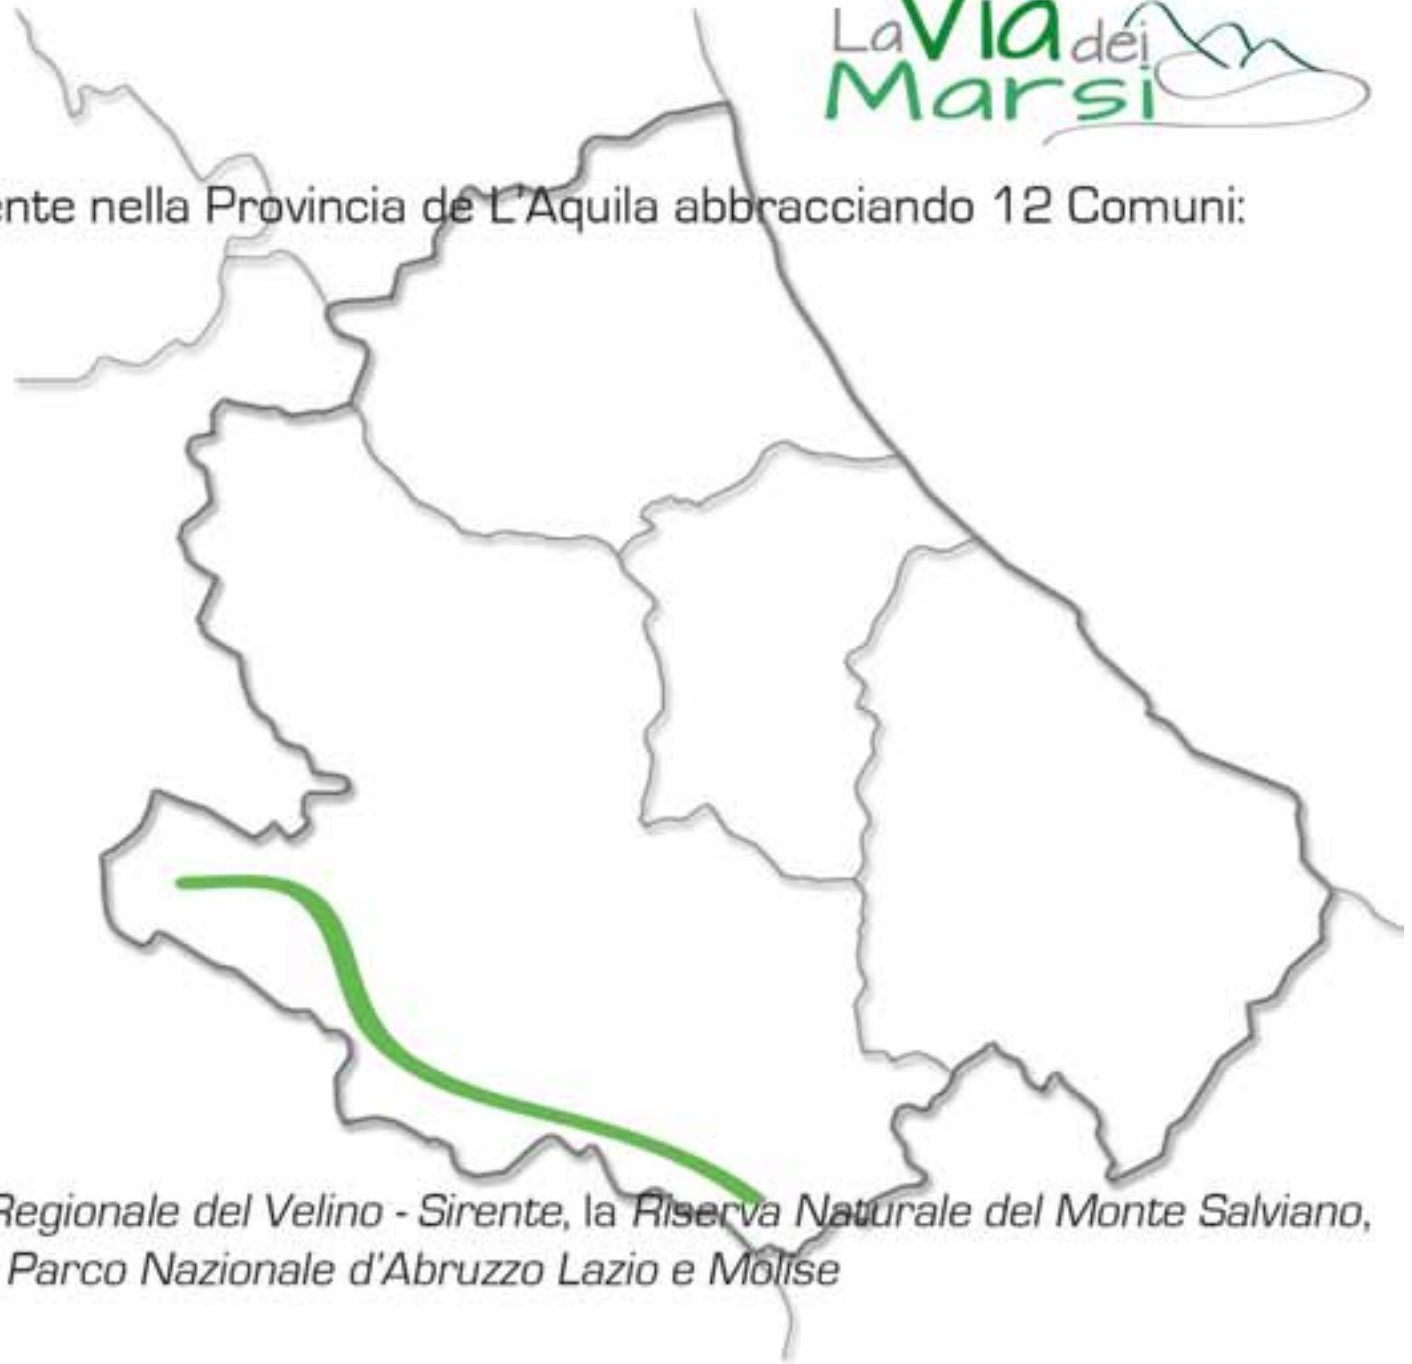 La Via dei
Marsi
ente nella Provincia de L'Aquila abbracciando 12 Comuni:
Regionale del Velino - Sirente, la Riserva Naturale del Monte Salviano,
Parco Nazionale d'Abruzzo Lazio e Molise